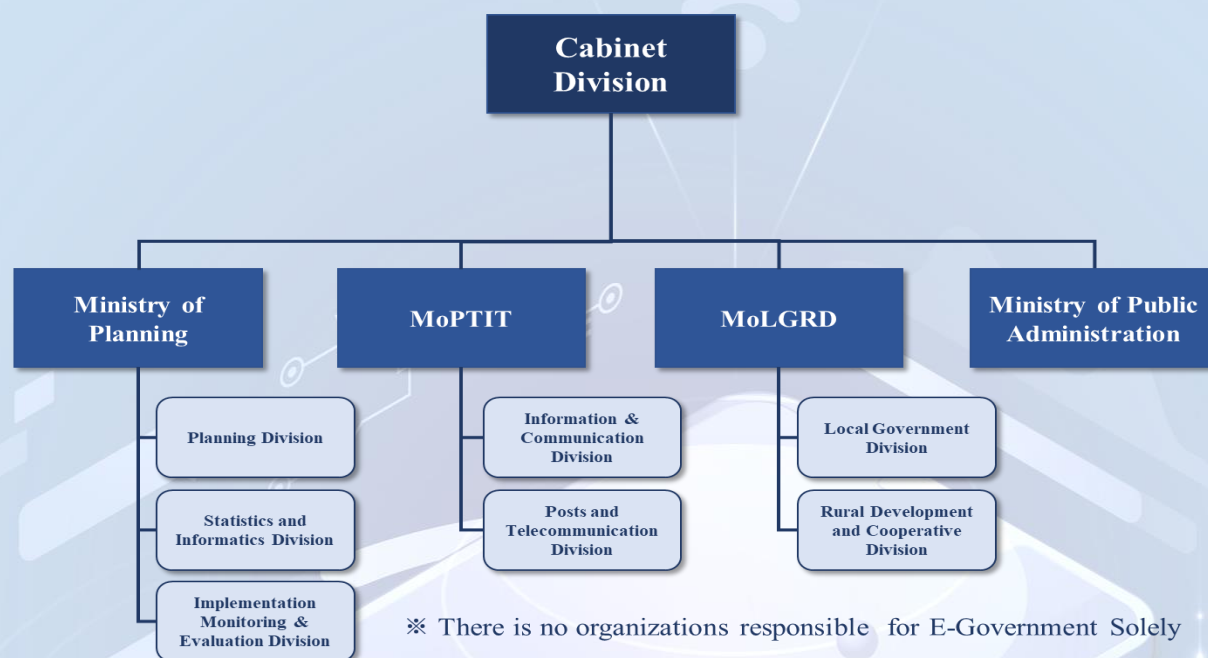 Cabinet
Division
Ministry of
Planning
MoPTIT
MoLGRD
Ministry of Public
Administration
Planning Division
Statistics and
Informatics Division
Implementation
Monitoring &
Evaluation Division
Information &
Communication
Division
Posts and
Telecommunication
Division
Local Government
Division
Rural Development
and Cooperative
Division
※ There is no organizations responsible for E-Government Solely